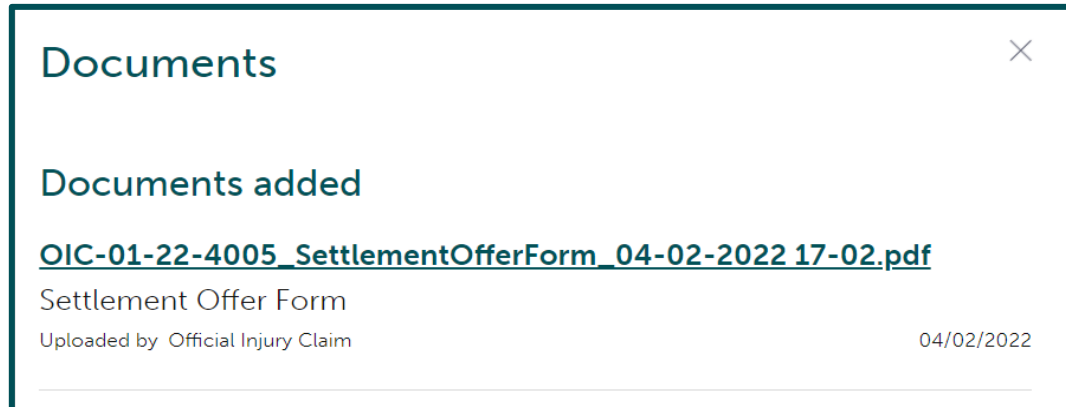 Documents
Documents added
OIC-01-22-4005_SettlementOfferForm_04-02-2022 17-02.pdf
Settlement Offer Form
Uploaded by Official Injury Claim 04/02/2022